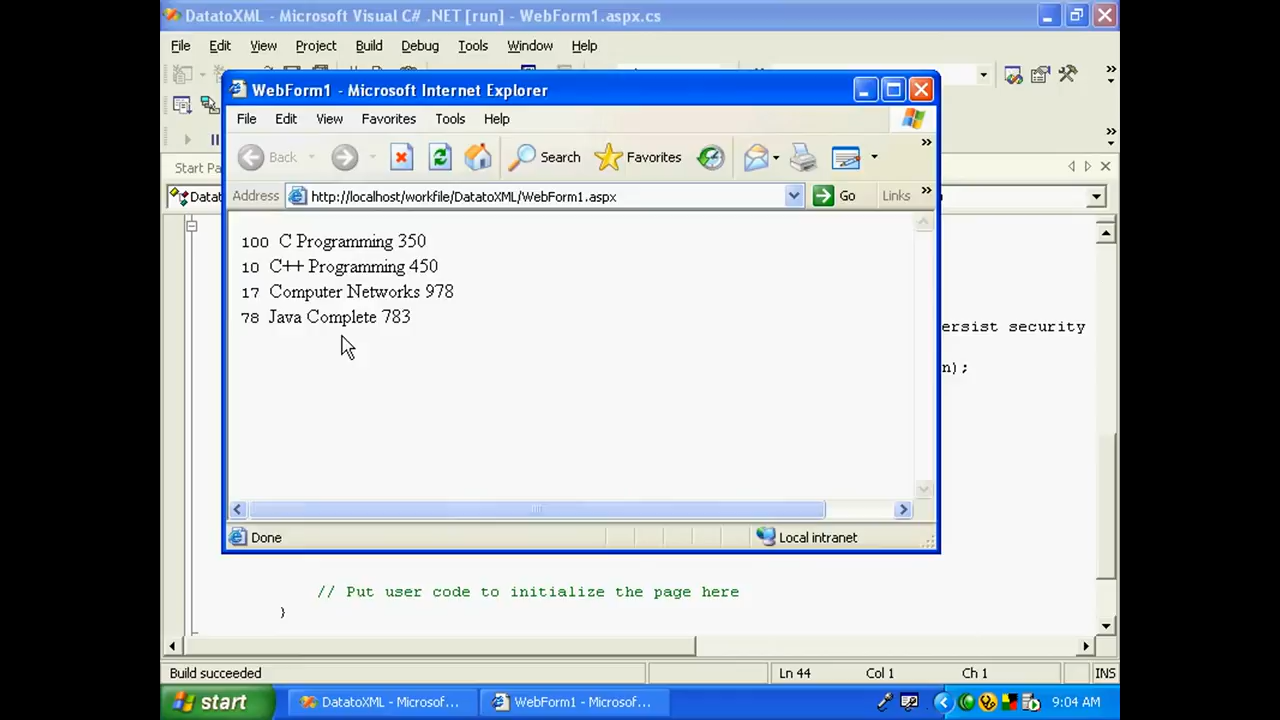 DatatoXML - Microsoft Visual C# .NET [run] - WebForm1.aspx.cs
File Edit View Project Build Debug Tools Window Help
WebForm1 - Microsoft Internet Explorer
File Edit View Favorites Tools Help
Back Search Favorites
Start Pa
Address http://localhost/workfile/DatatoXML/WebForm1.aspx Go Links
Datat
100 C Programming 350
10 C++ Programming 450
17 Computer Networks 978
78 Java Complete 783
ersist security
n);
Done Local intranet
// Put user code to initialize the page here
}
Build succeeded Ln 44 Col 1 Ch 1 INS
start DatatoXML - Microsof... WebForm1 - Microsof... 9:04 AM